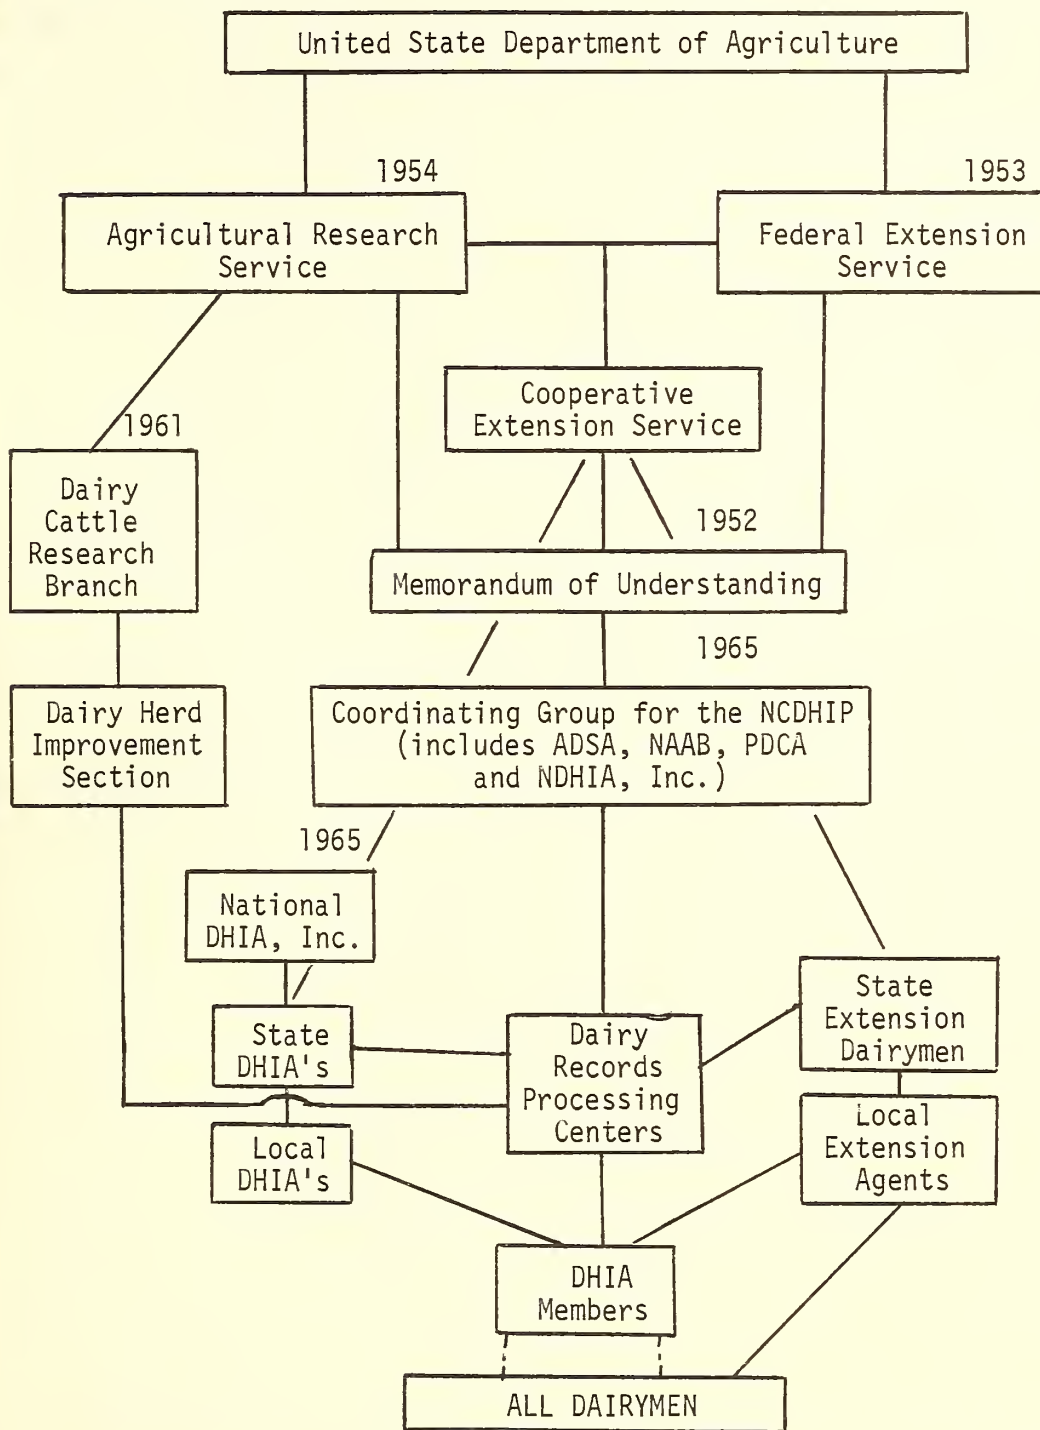 United State Department of Agriculture
1954
1953
Agricultural Research
Service
Federal Extension
Service
Cooperative
Extension Service
1961
Dairy
Cattle
Research
Branch
1952
Memorandum of Understanding
1965
Dairy Herd
Improvement
Section
Coordinating Group for the NCDHIP
(includes ADSA, NAAB, PDCA
and NDHIA, Inc.)
1965
National
DHIA, Inc.
State
DHIA's
Dairy
Records
Processing
Centers
State
Extension
Dairymen
Local
DHIA's
Local
Extension
Agents
DHIA
Members
ALL DAIRYMEN